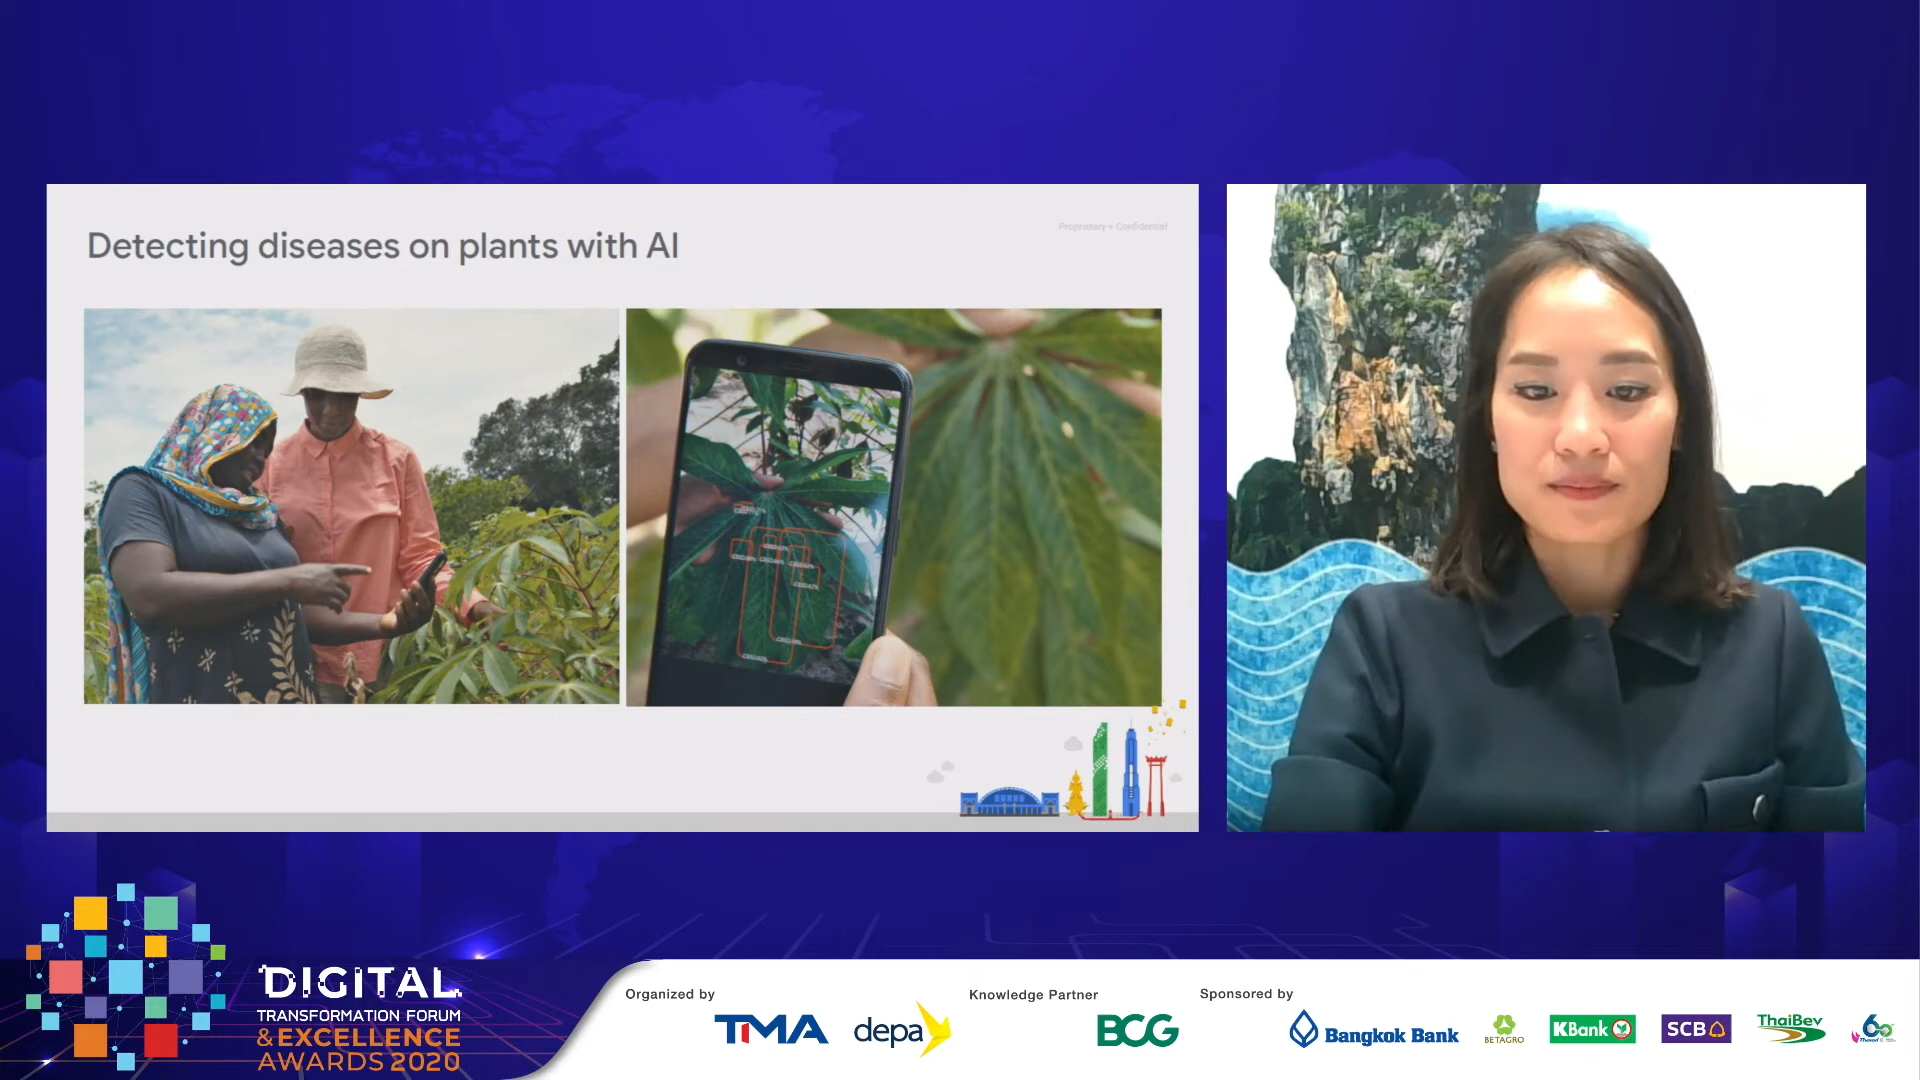 Proprietary + Confidential
Detecting diseases on plants with AI
DIGITAL
TRANSFORMATION FORUM
& EXCELLENCE
AWARDS 2020
Organized by
TMA
depa
Knowledge Partner
BCG
Sponsored by
Bangkok Bank
BETAGRO
KBank
SCB
ThaiBev
60